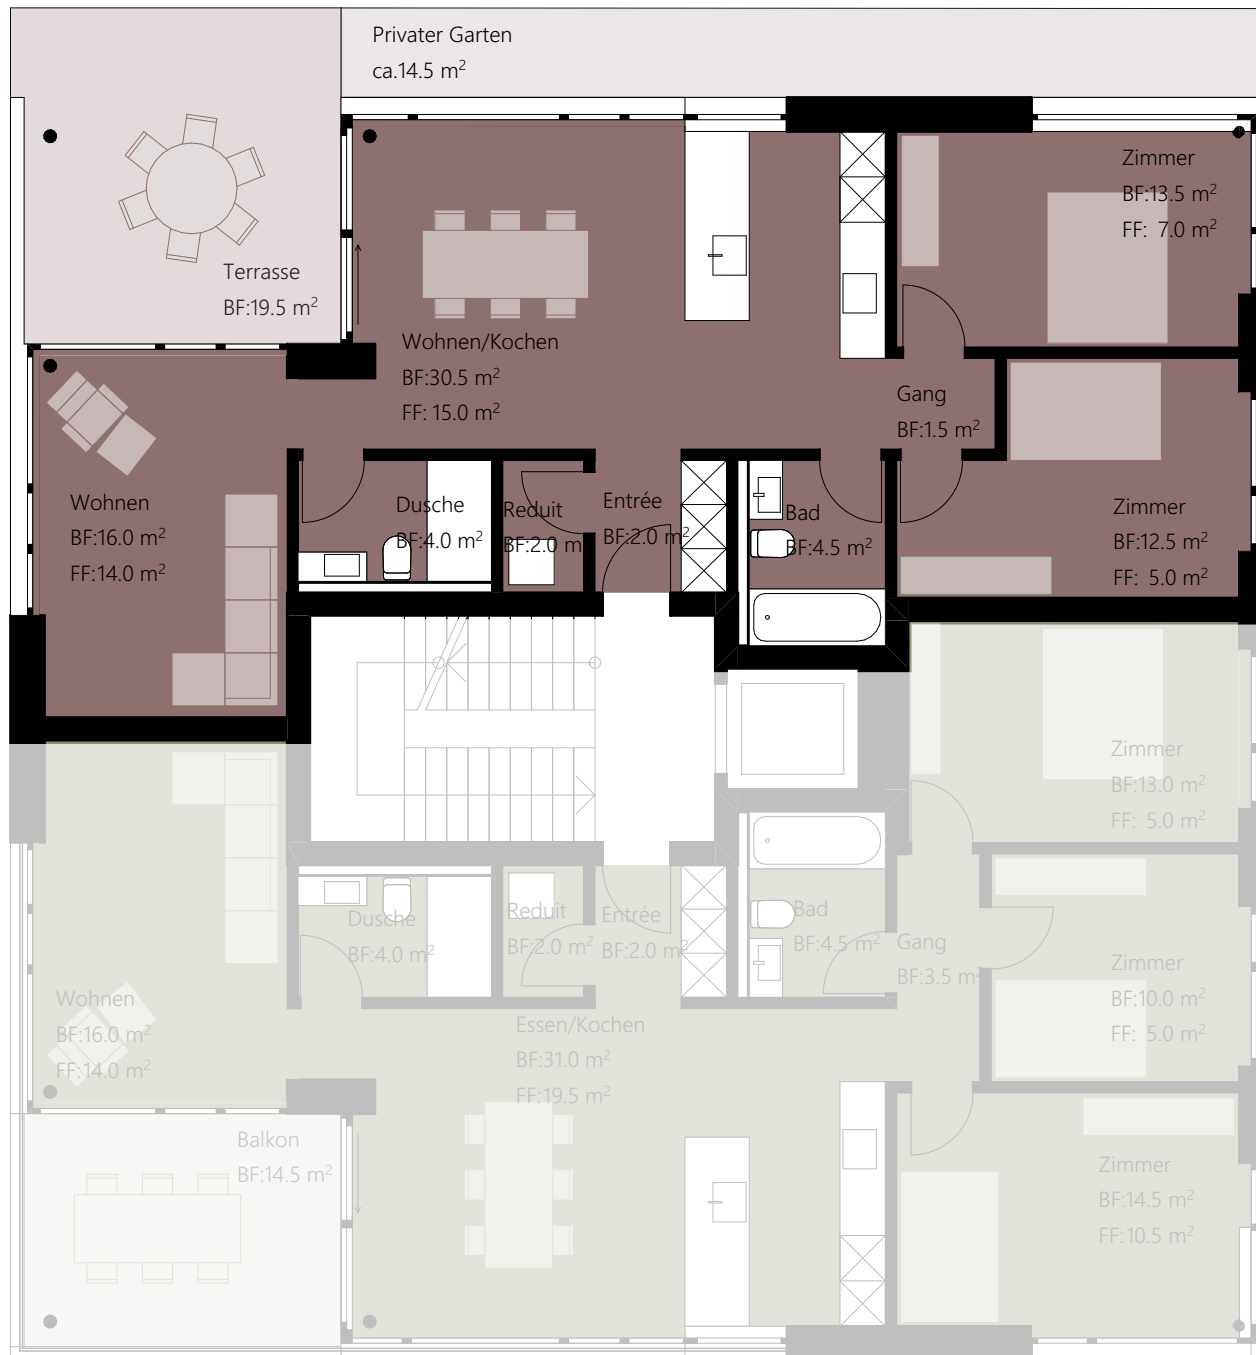 Privater Garten
ca.14.5 m²
Terrasse
BF:19.5 m²
Wohnen/Kochen
BF:30.5 m²
FF: 15.0 m²
Zimmer
BF:13.5 m²
FF: 7.0 m²
Gang
BF:1.5 m²
Wohnen
BF:16.0 m²
FF:14.0 m²
Dusche
BF:4.0 m²
Reduit
BF:2.0 m
Entrée
BF:2.0 m²
Bad
BF:4.5 m²
Zimmer
BF:12.5 m²
FF: 5.0 m²
Zimmer
BF:13.0 m²
FF: 5.0 m²
Dusche
BF:4.0 m²
Reduit
BF:2.0 m²
Entrée
BF:2.0 m²
Bad
BF:4.5 m²
Gang
BF:3.5 m²
Zimmer
BF:10.0 m²
FF: 5.0 m²
Wohnen
BF:16.0 m²
FF:14.0 m²
Essen/Kochen
BF:31.0 m²
FF:19.5 m²
Balkon
BF:14.5 m²
Zimmer
BF:14.5 m²
FF:10.5 m²